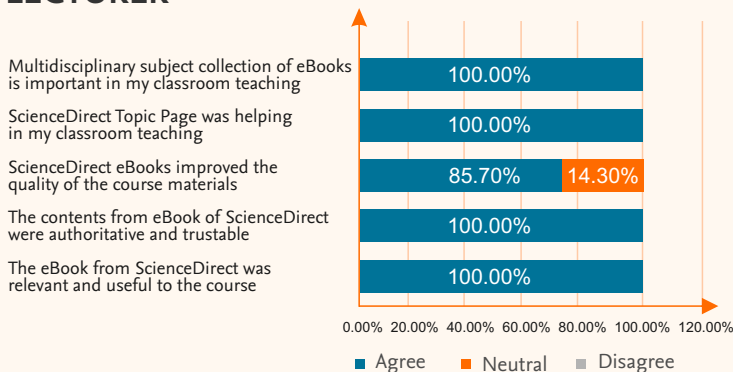 LECTURER
Multidisciplinary subject collection of eBooks
is important in my classroom teaching
100.00%
ScienceDirect Topic Page was helping
in my classroom teaching
100.00%
ScienceDirect eBooks improved the
quality of the course materials
85.70% 14.30%
The contents from eBook of ScienceDirect
were authoritative and trustable
100.00%
The eBook from ScienceDirect was
relevant and useful to the course
100.00%
0.00% 20.00% 40.00% 60.00% 80.00% 100.00% 120.00%
Agree Neutral Disagree